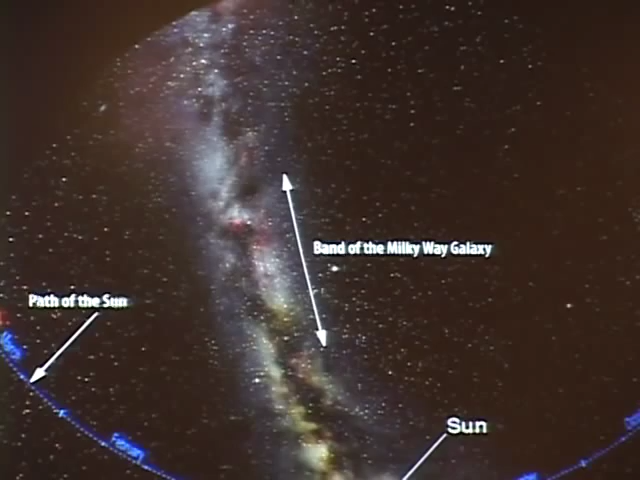 Band of the Milky Way Galaxy
Path of the Sun
Sun